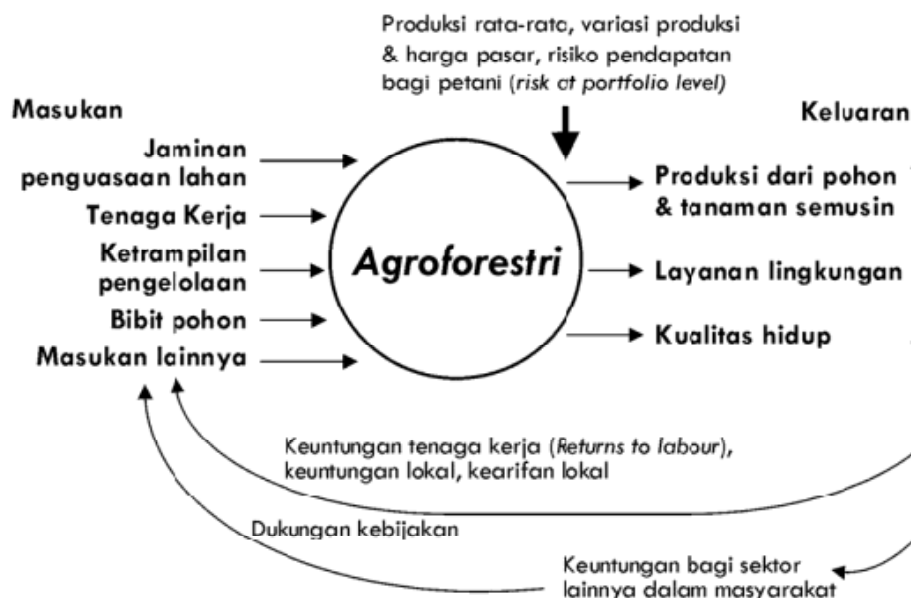 Produksi rata-rata, variasi produksi
& harga pasar, risiko pendapatan
bagi petani (risk at portfolio level)
Masukan
Keluaran
Jaminan
penguasaan lahan
Tenaga Kerja
Ketrampilan
pengelolaan
Bibit pohon
Masukan lainnya
Agroforestri
Produksi dari pohon
& tanaman semusin
Layanan lingkungan
Kualitas hidup
Keuntungan tenaga kerja (Returns to labour),
keuntungan lokal, kearifan lokal
Dukungan kebijakan
Keuntungan bagi sektor
lainnya dalam masyarakat